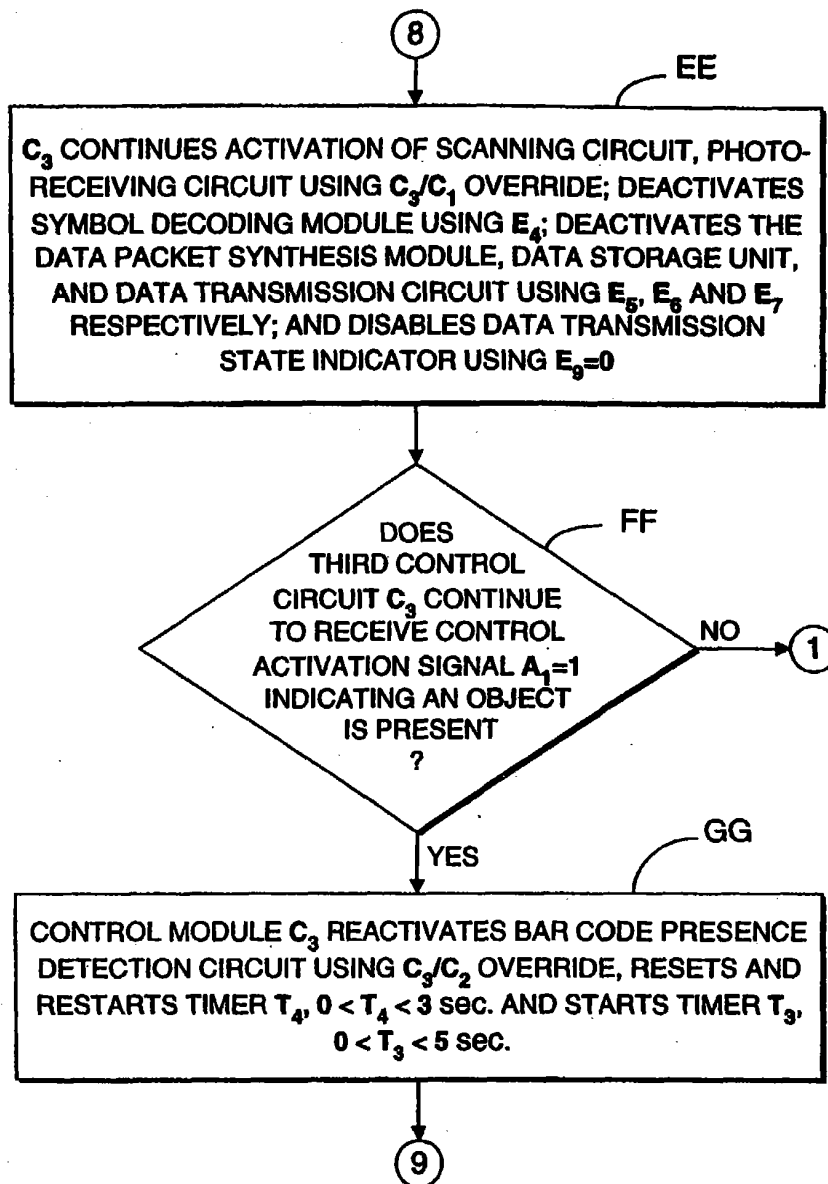 8
EE
C₃ CONTINUES ACTIVATION OF SCANNING CIRCUIT, PHOTO-
RECEIVING CIRCUIT USING C₃/C₁ OVERRIDE; DEACTIVATES
SYMBOL DECODING MODULE USING E₄; DEACTIVATES THE
DATA PACKET SYNTHESIS MODULE, DATA STORAGE UNIT,
AND DATA TRANSMISSION CIRCUIT USING E₅, E₆ AND E₇
RESPECTIVELY; AND DISABLES DATA TRANSMISSION
STATE INDICATOR USING E₉=0
FF
DOES
THIRD CONTROL
CIRCUIT C₃ CONTINUE
TO RECEIVE CONTROL
ACTIVATION SIGNAL A₁=1
INDICATING AN OBJECT
IS PRESENT
?
NO
1
YES
GG
CONTROL MODULE C₃ REACTIVATES BAR CODE PRESENCE
DETECTION CIRCUIT USING C₃/C₂ OVERRIDE, RESETS AND
RESTARTS TIMER T₄, 0 < T₄ < 3 sec. AND STARTS TIMER T₃,
0 < T₃ < 5 sec.
9